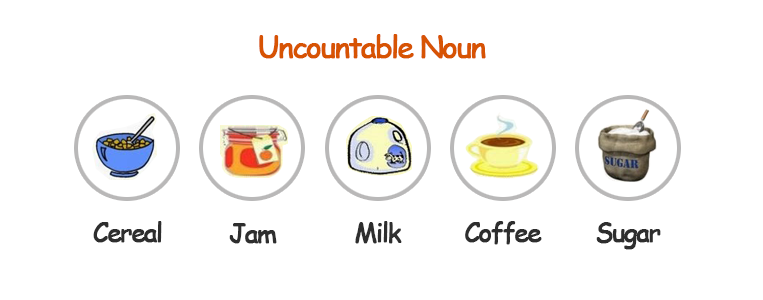 Uncountable Noun
SUGAR
Cereal Jam Milk Coffee Sugar